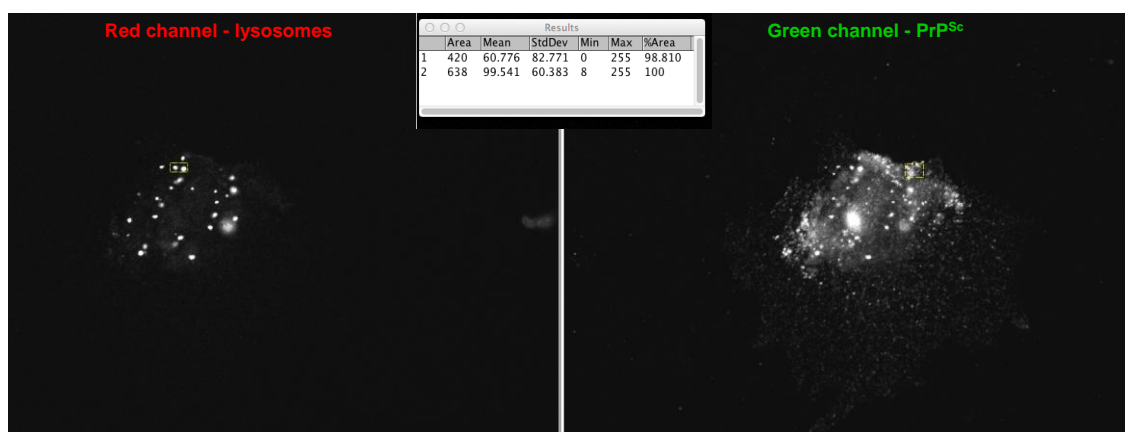 Red channel - lysosomes
Results
Area Mean StdDev Min Max %Area
1 420 60.776 82.771 0 255 98.810
2 638 99.541 60.383 8 255 100
Green channel - PrPSc